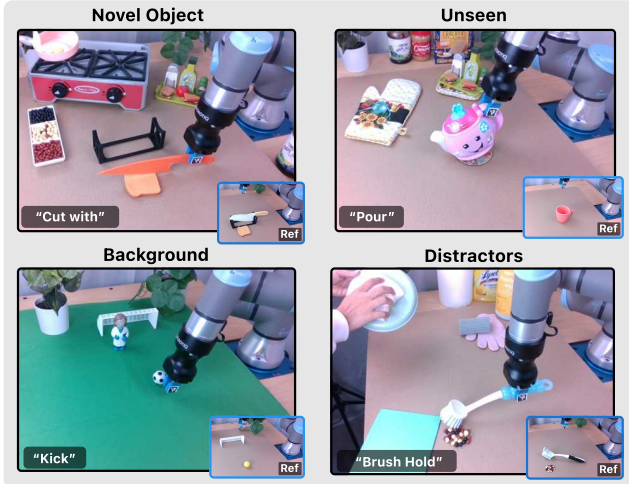 Novel Object
Unseen
“Cut with”
Ref
“Pour”
Ref
Background
Distractors
“Kick”
Ref
“Brush Hold”
Ref